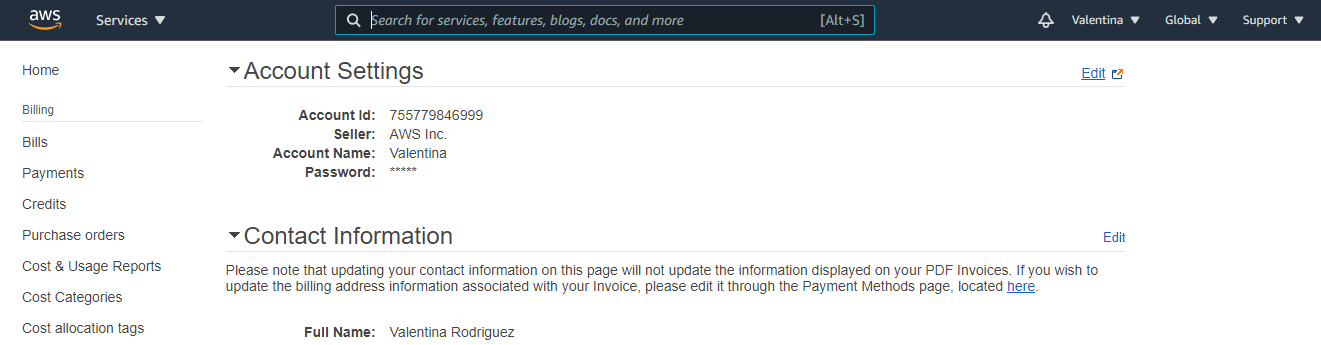 aws Services Search for services, features, blogs, docs, and more [Alt+S] Valentina Global Support
Home
Billing
Bills
Payments
Credits
Purchase orders
Cost & Usage Reports
Cost Categories
Cost allocation tags
Account Settings Edit
Account Id: 755779846999
Seller: AWS Inc.
Account Name: Valentina
Password: *****
Contact Information Edit
Please note that updating your contact information on this page will not update the information displayed on your PDF Invoices. If you wish to
update the billing address information associated with your Invoice, please edit it through the Payment Methods page, located here.
Full Name: Valentina Rodriguez